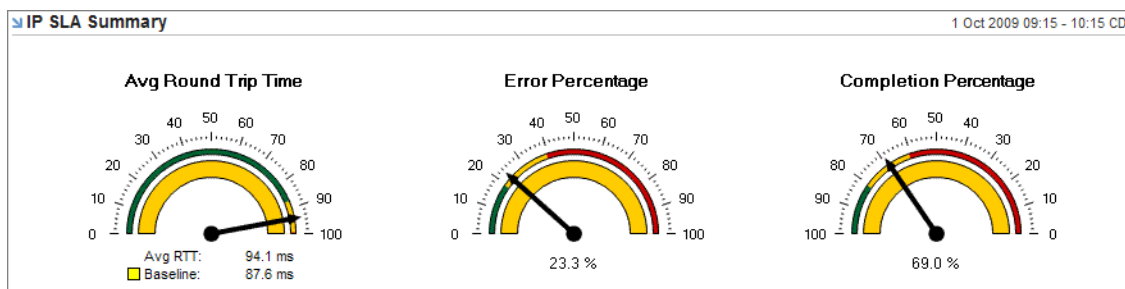 IP SLA Summary
1 Oct 2009 09:15 - 10:15 CD
Avg Round Trip Time
0 10 20 30 40 50 60 70 80 90 100
Avg RTT: 94.1 ms
Baseline: 87.6 ms
Error Percentage
0 10 20 30 40 50 60 70 80 90 100
23.3 %
Completion Percentage
100 90 80 70 60 50 40 30 20 10 0
69.0 %